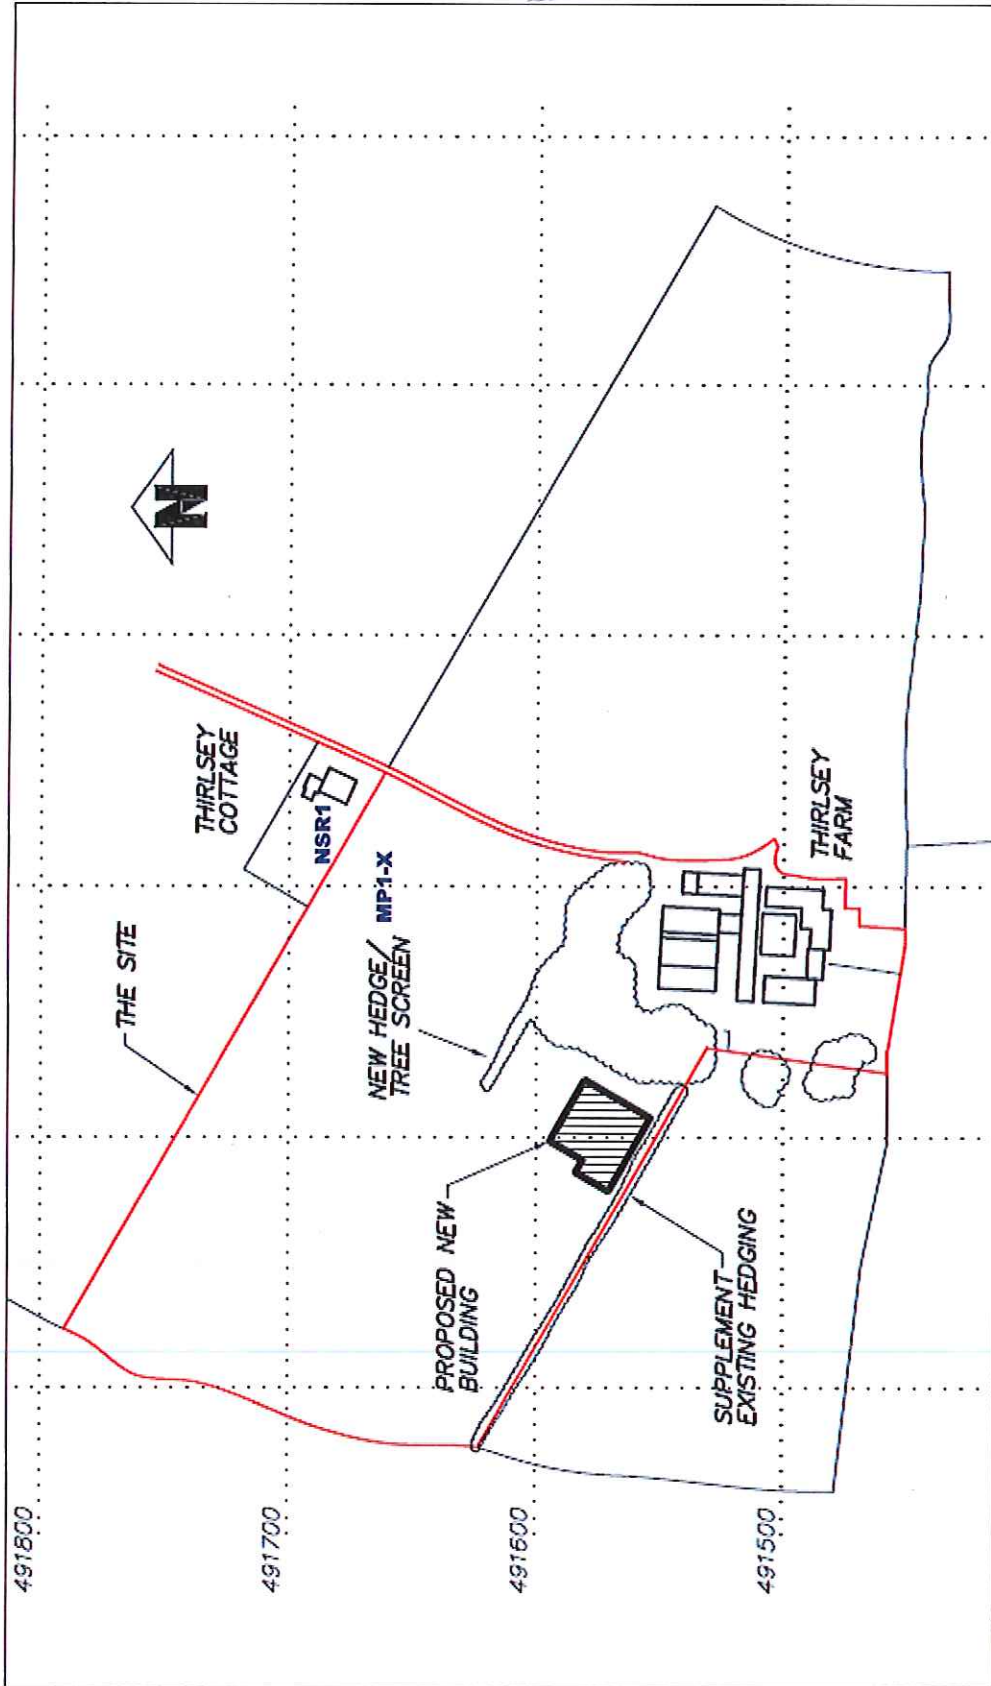 491800
491700
491600
491500
THE SITE
THIRLSEY
COTTAGE
NSR1
MP1-X
NEW HEDGE/
TREE SCREEN
N
PROPOSED NEW
BUILDING
SUPPLEMENT
EXISTING HEDGING
THIRLSEY
FARM